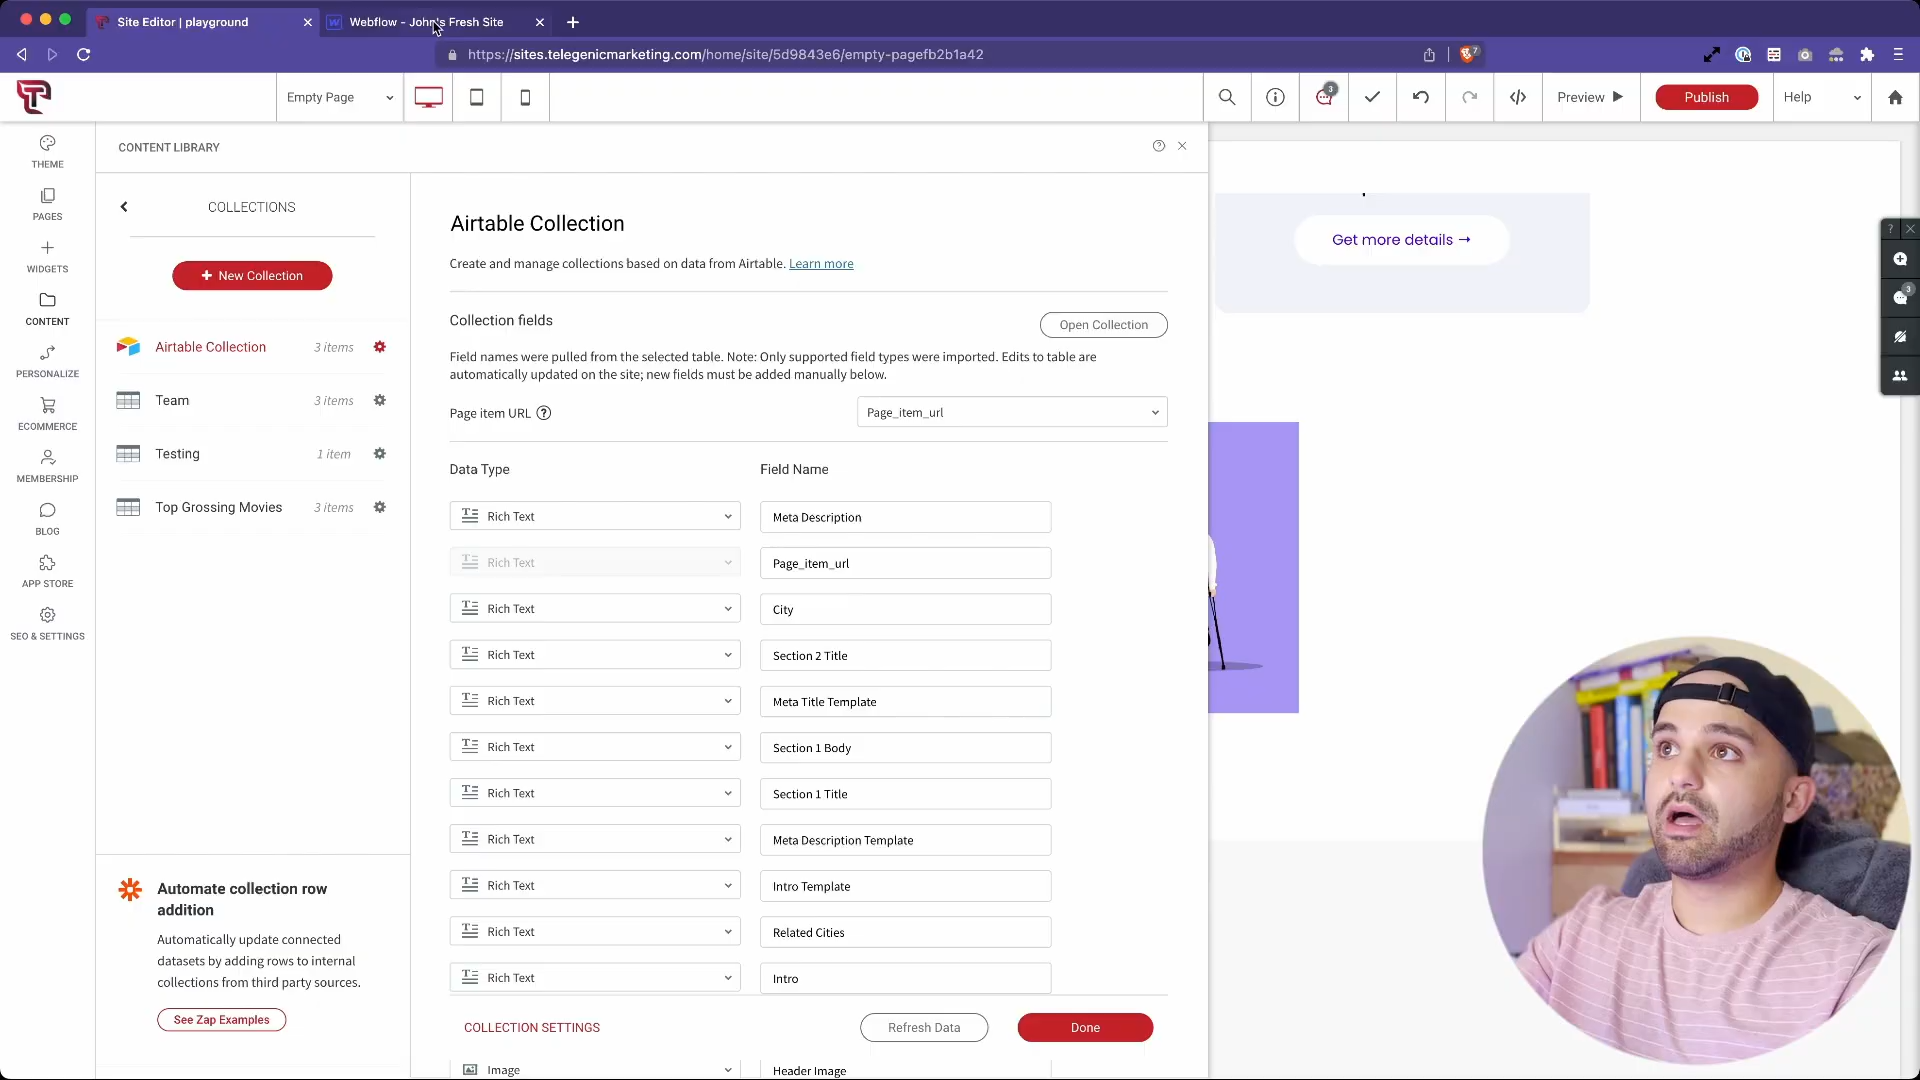 Site Editor | playground
Webflow - John's Fresh Site
https://sites.telegenicmarketing.com/home/site/5d9843e6/empty-pagefb2b1a42
7
Empty Page
3
Preview
Publish
Help
THEME
PAGES
WIDGETS
CONTENT
PERSONALIZE
ECOMMERCE
MEMBERSHIP
BLOG
APP STORE
SEO & SETTINGS
CONTENT LIBRARY
COLLECTIONS
+ New Collection
Airtable Collection 3 items
Team 3 items
Testing 1 item
Top Grossing Movies 3 items
Automate collection row
addition
Automatically update connected
datasets by adding rows to internal
collections from third party sources.
See Zap Examples
Airtable Collection
Create and manage collections based on data from Airtable. Learn more
Collection fields
Open Collection
Field names were pulled from the selected table. Note: Only supported field types were imported. Edits to table are
automatically updated on the site; new fields must be added manually below.
Page item URL ?
Page_item_url
Data Type Field Name
Rich Text Meta Description
Rich Text Page_item_url
Rich Text City
Rich Text Section 2 Title
Rich Text Meta Title Template
Rich Text Section 1 Body
Rich Text Section 1 Title
Rich Text Meta Description Template
Rich Text Intro Template
Rich Text Related Cities
Rich Text Intro
COLLECTION SETTINGS
Refresh Data
Done
Image Header Image
Get more details →
?
3